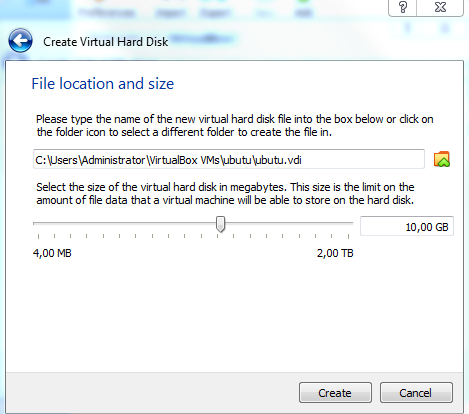 Create Virtual Hard Disk
File location and size
Please type the name of the new virtual hard disk file into the box below or click on
the folder icon to select a different folder to create the file in.
C:\Users\Administrator\VirtualBox VMs\ubutu\ubutu.vdi
Select the size of the virtual hard disk in megabytes. This size is the limit on the
amount of file data that a virtual machine will be able to store on the hard disk.
10,00 GB
4,00 MB 2,00 TB
Create Cancel